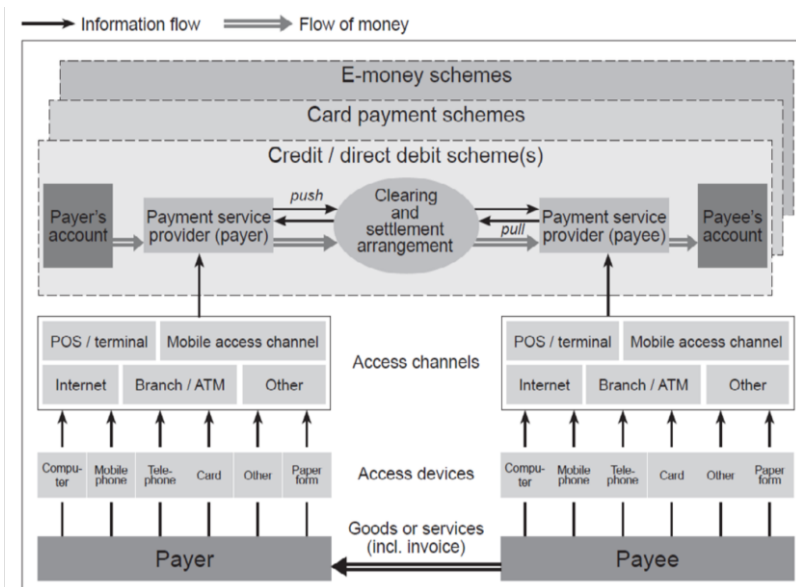 Information flow
Flow of money
E-money schemes
Card payment schemes
Credit / direct debit scheme(s)
Payer's
account
Payment service
provider (payer)
push
Clearing
and
settlement
arrangement
pull
Payment service
provider (payee)
Payee's
account
POS / terminal
Mobile access channel
Internet
Branch / ATM
Other
Access channels
POS / terminal
Mobile access channel
Internet
Branch / ATM
Other
Compu-
ter
Mobile
phone
Tele-
phone
Card
Other
Paper
form
Access devices
Compu-
ter
Mobile
phone
Tele-
phone
Card
Other
Paper
form
Payer
Goods or services
(incl. invoice)
Payee